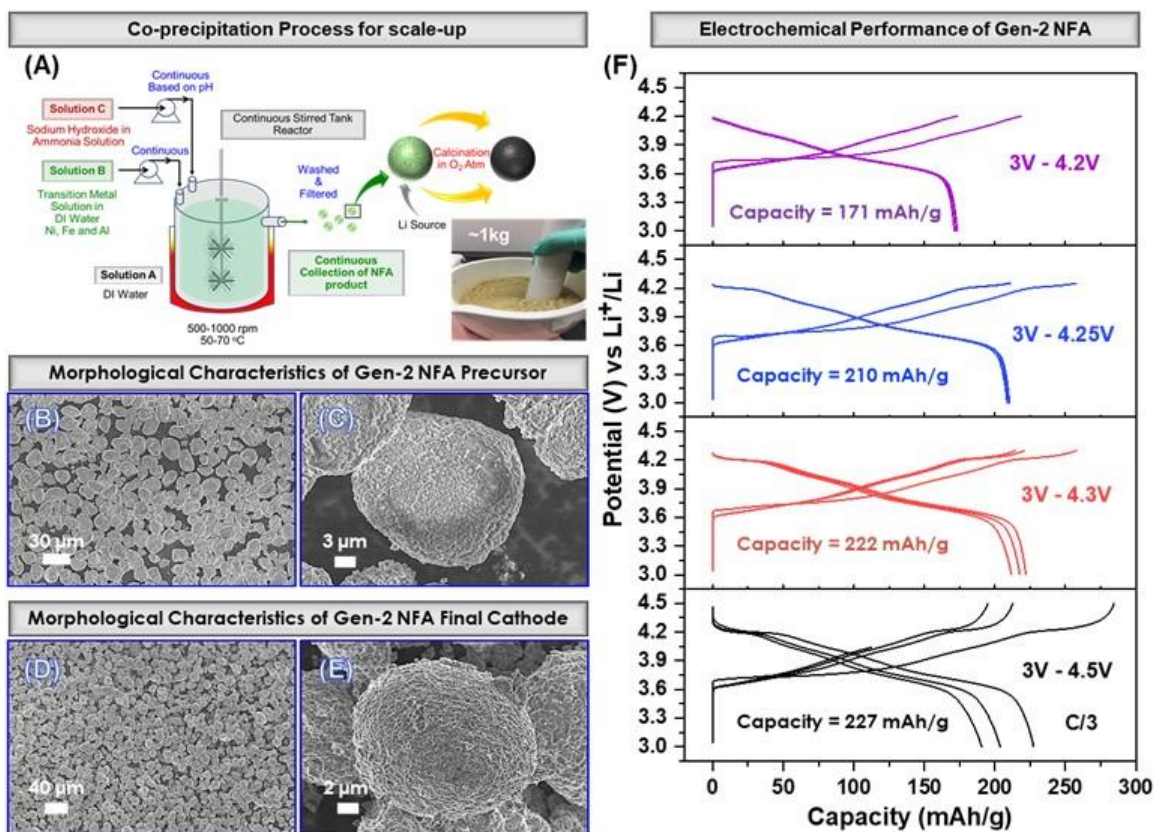 Co-precipitation Process for scale-up
(A)
Continuous
Based on pH
Solution C
Sodium Hydroxide in
Ammonia Solution
Continuous
Solution B
Transition Metal
Solution in
DI Water
Ni, Fe and Al
Solution A
DI Water
500-1000 rpm
50-70 °C
Continuous Stirred Tank
Reactor
Washed
&
Filtered
Continuous
Collection of NFA
product
Calcination
in O₂ Atm
Li Source
~1kg
Morphological Characteristics of Gen-2 NFA Precursor
(B)
30 µm
(C)
3 µm
Morphological Characteristics of Gen-2 NFA Final Cathode
(D)
40 µm
(E)
2 µm
Electrochemical Performance of Gen-2 NFA
(F)
Potential (V) vs Li⁺/Li
4.5
4.2
3.9
3.6
3.3
3.0
3V - 4.2V
Capacity = 171 mAh/g
4.5
4.2
3.9
3.6
3.3
3.0
3V - 4.25V
Capacity = 210 mAh/g
4.5
4.2
3.9
3.6
3.3
3.0
3V - 4.3V
Capacity = 222 mAh/g
4.5
4.2
3.9
3.6
3.3
3.0
3V - 4.5V
Capacity = 227 mAh/g
C/3
0 50 100 150 200 250 300
Capacity (mAh/g)